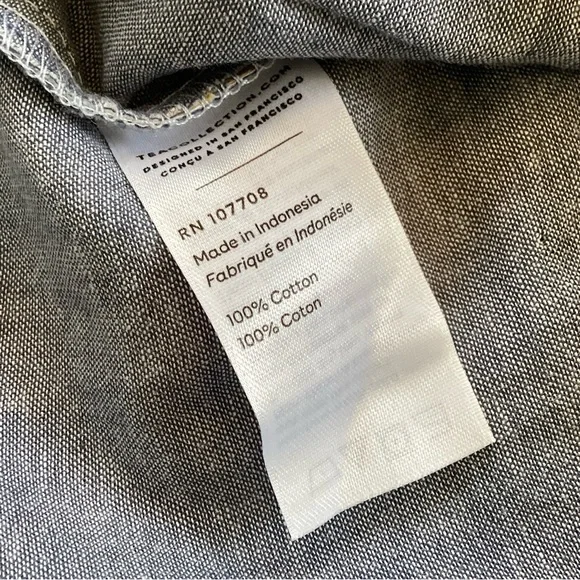 TEACOLLECTION.COM
DESIGNED IN SAN FRANCISCO
CONÇU A SAN FRANCISCO
RN 107708
Made in Indonesia
Fabriqué en Indonésie
100% Cotton
100% Coton